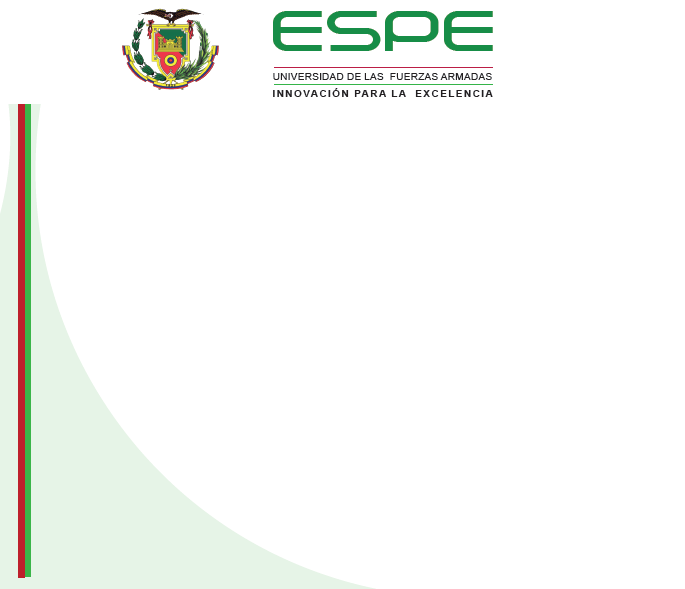 ESPE
UNIVERSIDAD DE LAS FUERZAS ARMADAS
INNOVACIÓN PARA LA EXCELENCIA